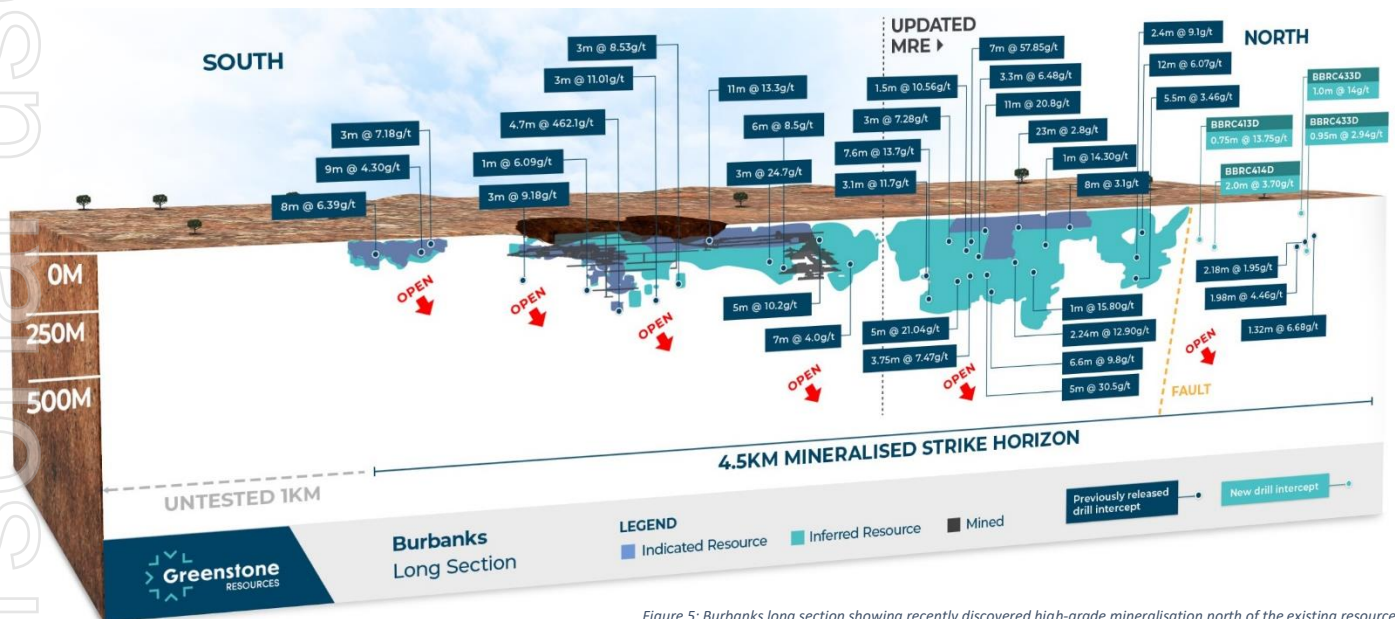 SOUTH
UPDATED
MRE
NORTH
3m @ 7.18g/t
9m @ 4.30g/t
8m @ 6.39g/t
3m @ 8.53g/t
3m @ 11.01g/t
4.7m @ 462.1g/t
1m @ 6.09g/t
3m @ 9.18g/t
11m @ 13.3g/t
6m @ 8.5g/t
3m @ 24.7g/t
7m @ 57.85g/t
1.5m @ 10.56g/t
3.3m @ 6.48g/t
3m @ 7.28g/t
11m @ 20.8g/t
7.6m @ 13.7g/t
23m @ 2.8g/t
3.1m @ 11.7g/t
1m @ 14.30g/t
8m @ 3.1g/t
2.4m @ 9.1g/t
12m @ 6.07g/t
5.5m @ 3.46g/t
BBRC433D
1.0m @ 14g/t
BBRC413D
0.75m @ 13.75g/t
BBRC433D
0.95m @ 2.94g/t
BBRC414D
2.0m @ 3.70g/t
0M
250M
500M
OPEN
OPEN
OPEN
OPEN
OPEN
OPEN
5m @ 10.2g/t
7m @ 4.0g/t
5m @ 21.04g/t
3.75m @ 7.47g/t
1m @ 15.80g/t
2.24m @ 12.90g/t
6.6m @ 9.8g/t
5m @ 30.5g/t
2.18m @ 1.95g/t
1.98m @ 4.46g/t
1.32m @ 6.68g/t
FAULT
4.5KM MINERALISED STRIKE HORIZON
UNTESTED 1KM
Greenstone
RESOURCES
Burbanks
Long Section
LEGEND
Indicated Resource
Inferred Resource
Mined
Previously released
drill intercept
New drill intercept
Figure 5: Burbanks long section showing recently discovered high-grade mineralisation north of the existing resource